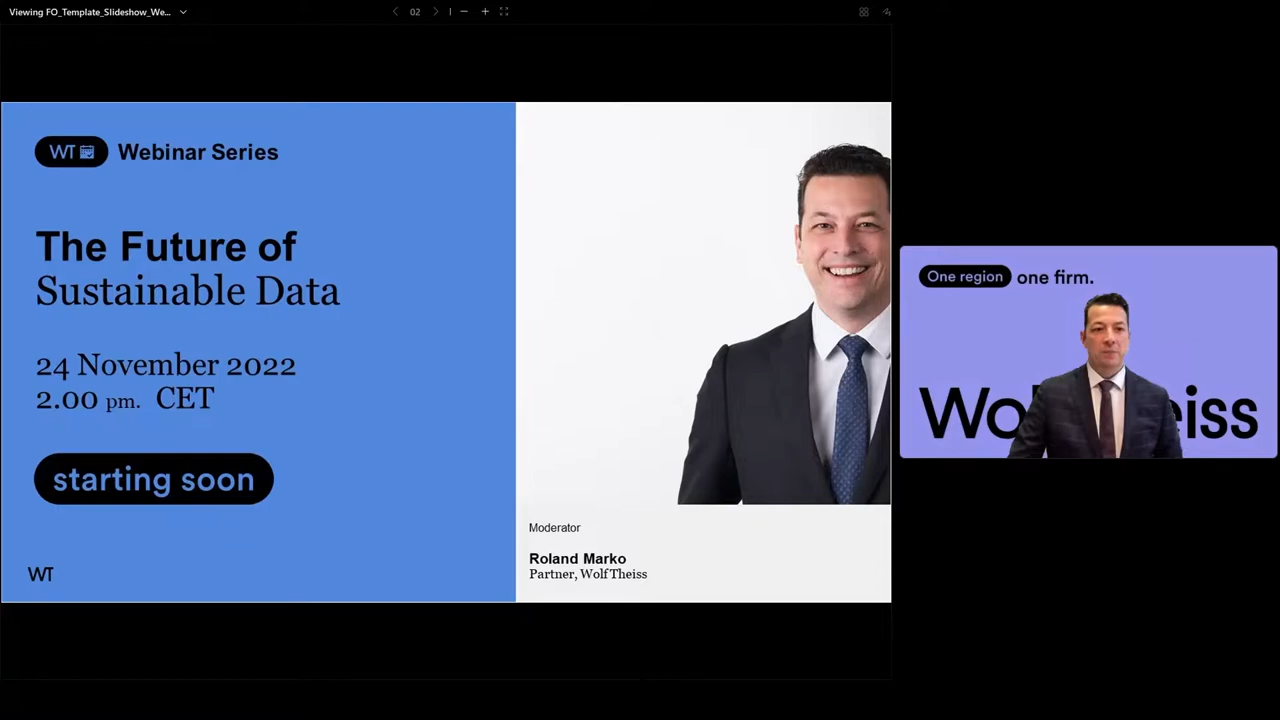 Viewing FO_Template_Slideshow_We...
02
WT Webinar Series
The Future of
Sustainable Data
24 November 2022
2.00 pm. CET
starting soon
WT
Moderator
Roland Marko
Partner, Wolf Theiss
One region one firm.
Wol eiss